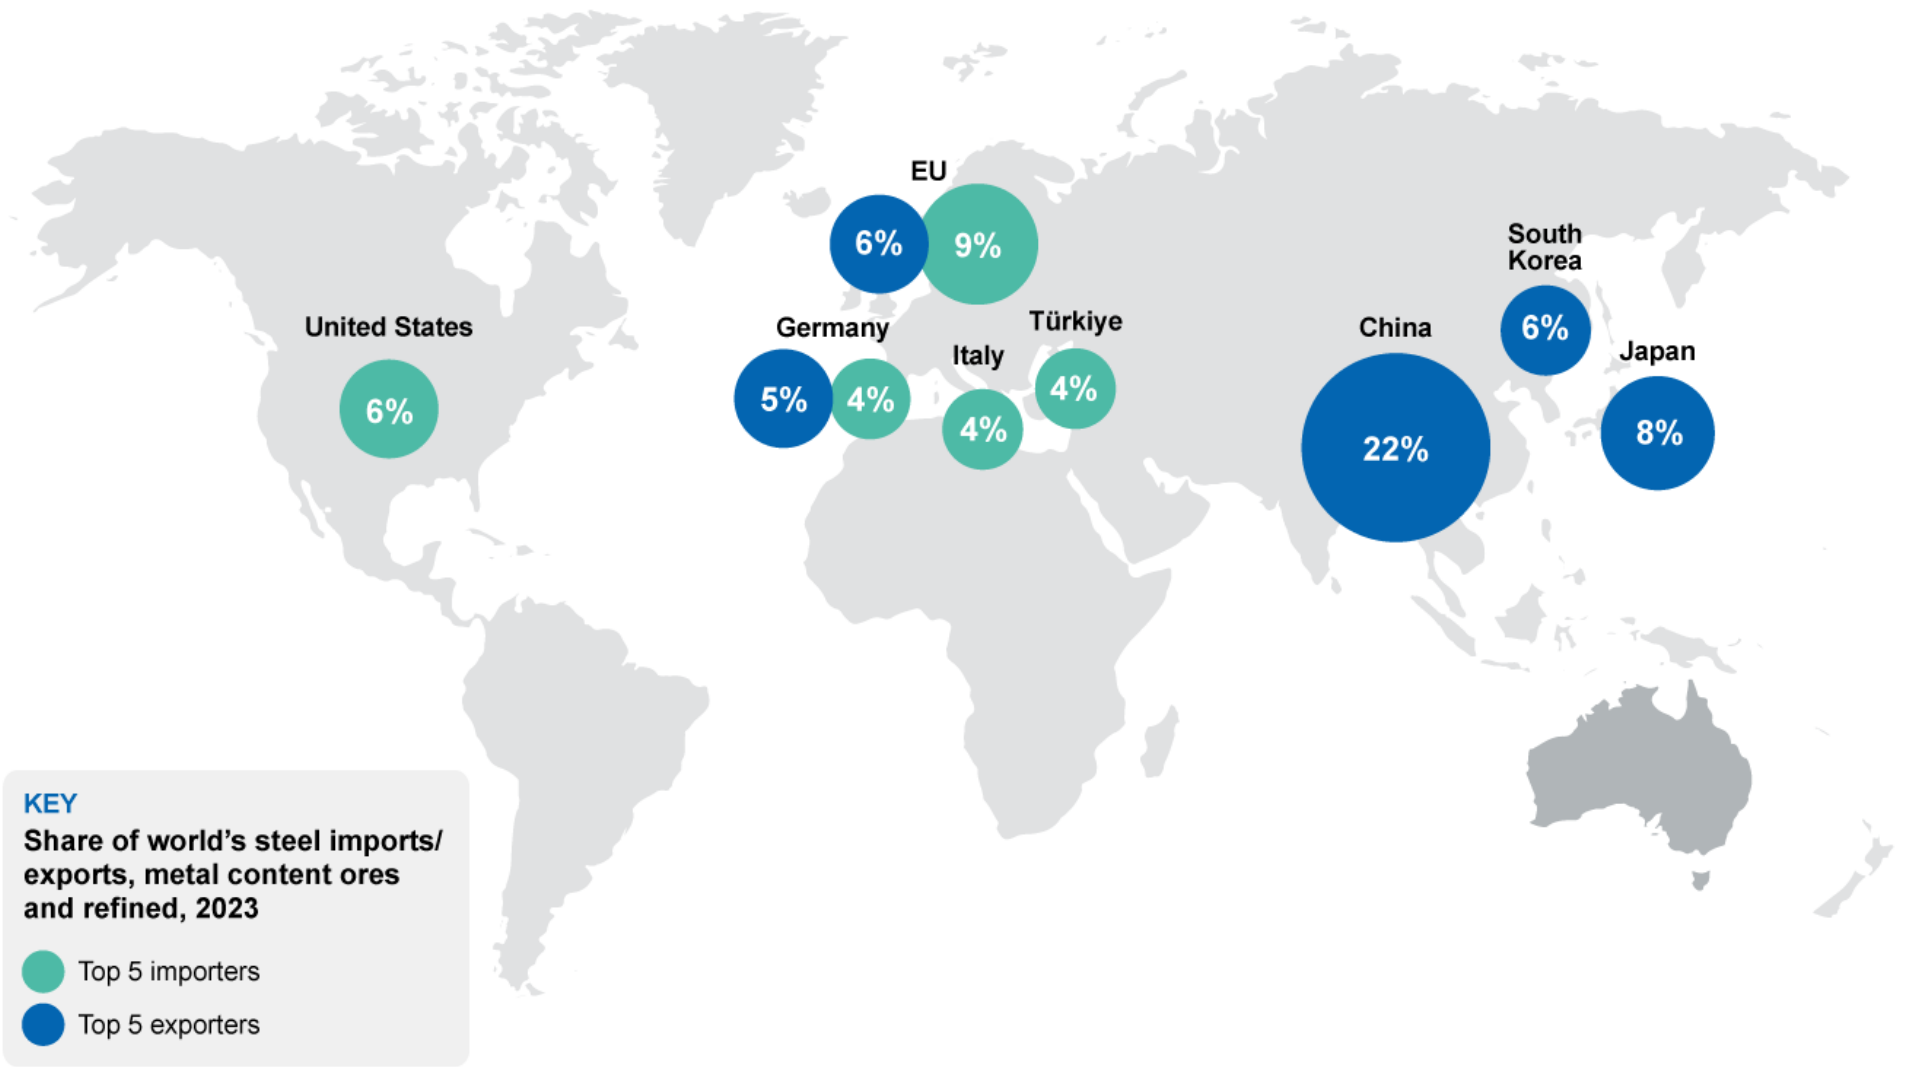 EU
6%
9%
South
Korea
6%
United States
6%
Germany
5%
4%
Italy
4%
Türkiye
4%
China
22%
Japan
8%
KEY
Share of world’s steel imports/
exports, metal content ores
and refined, 2023
Top 5 importers
Top 5 exporters